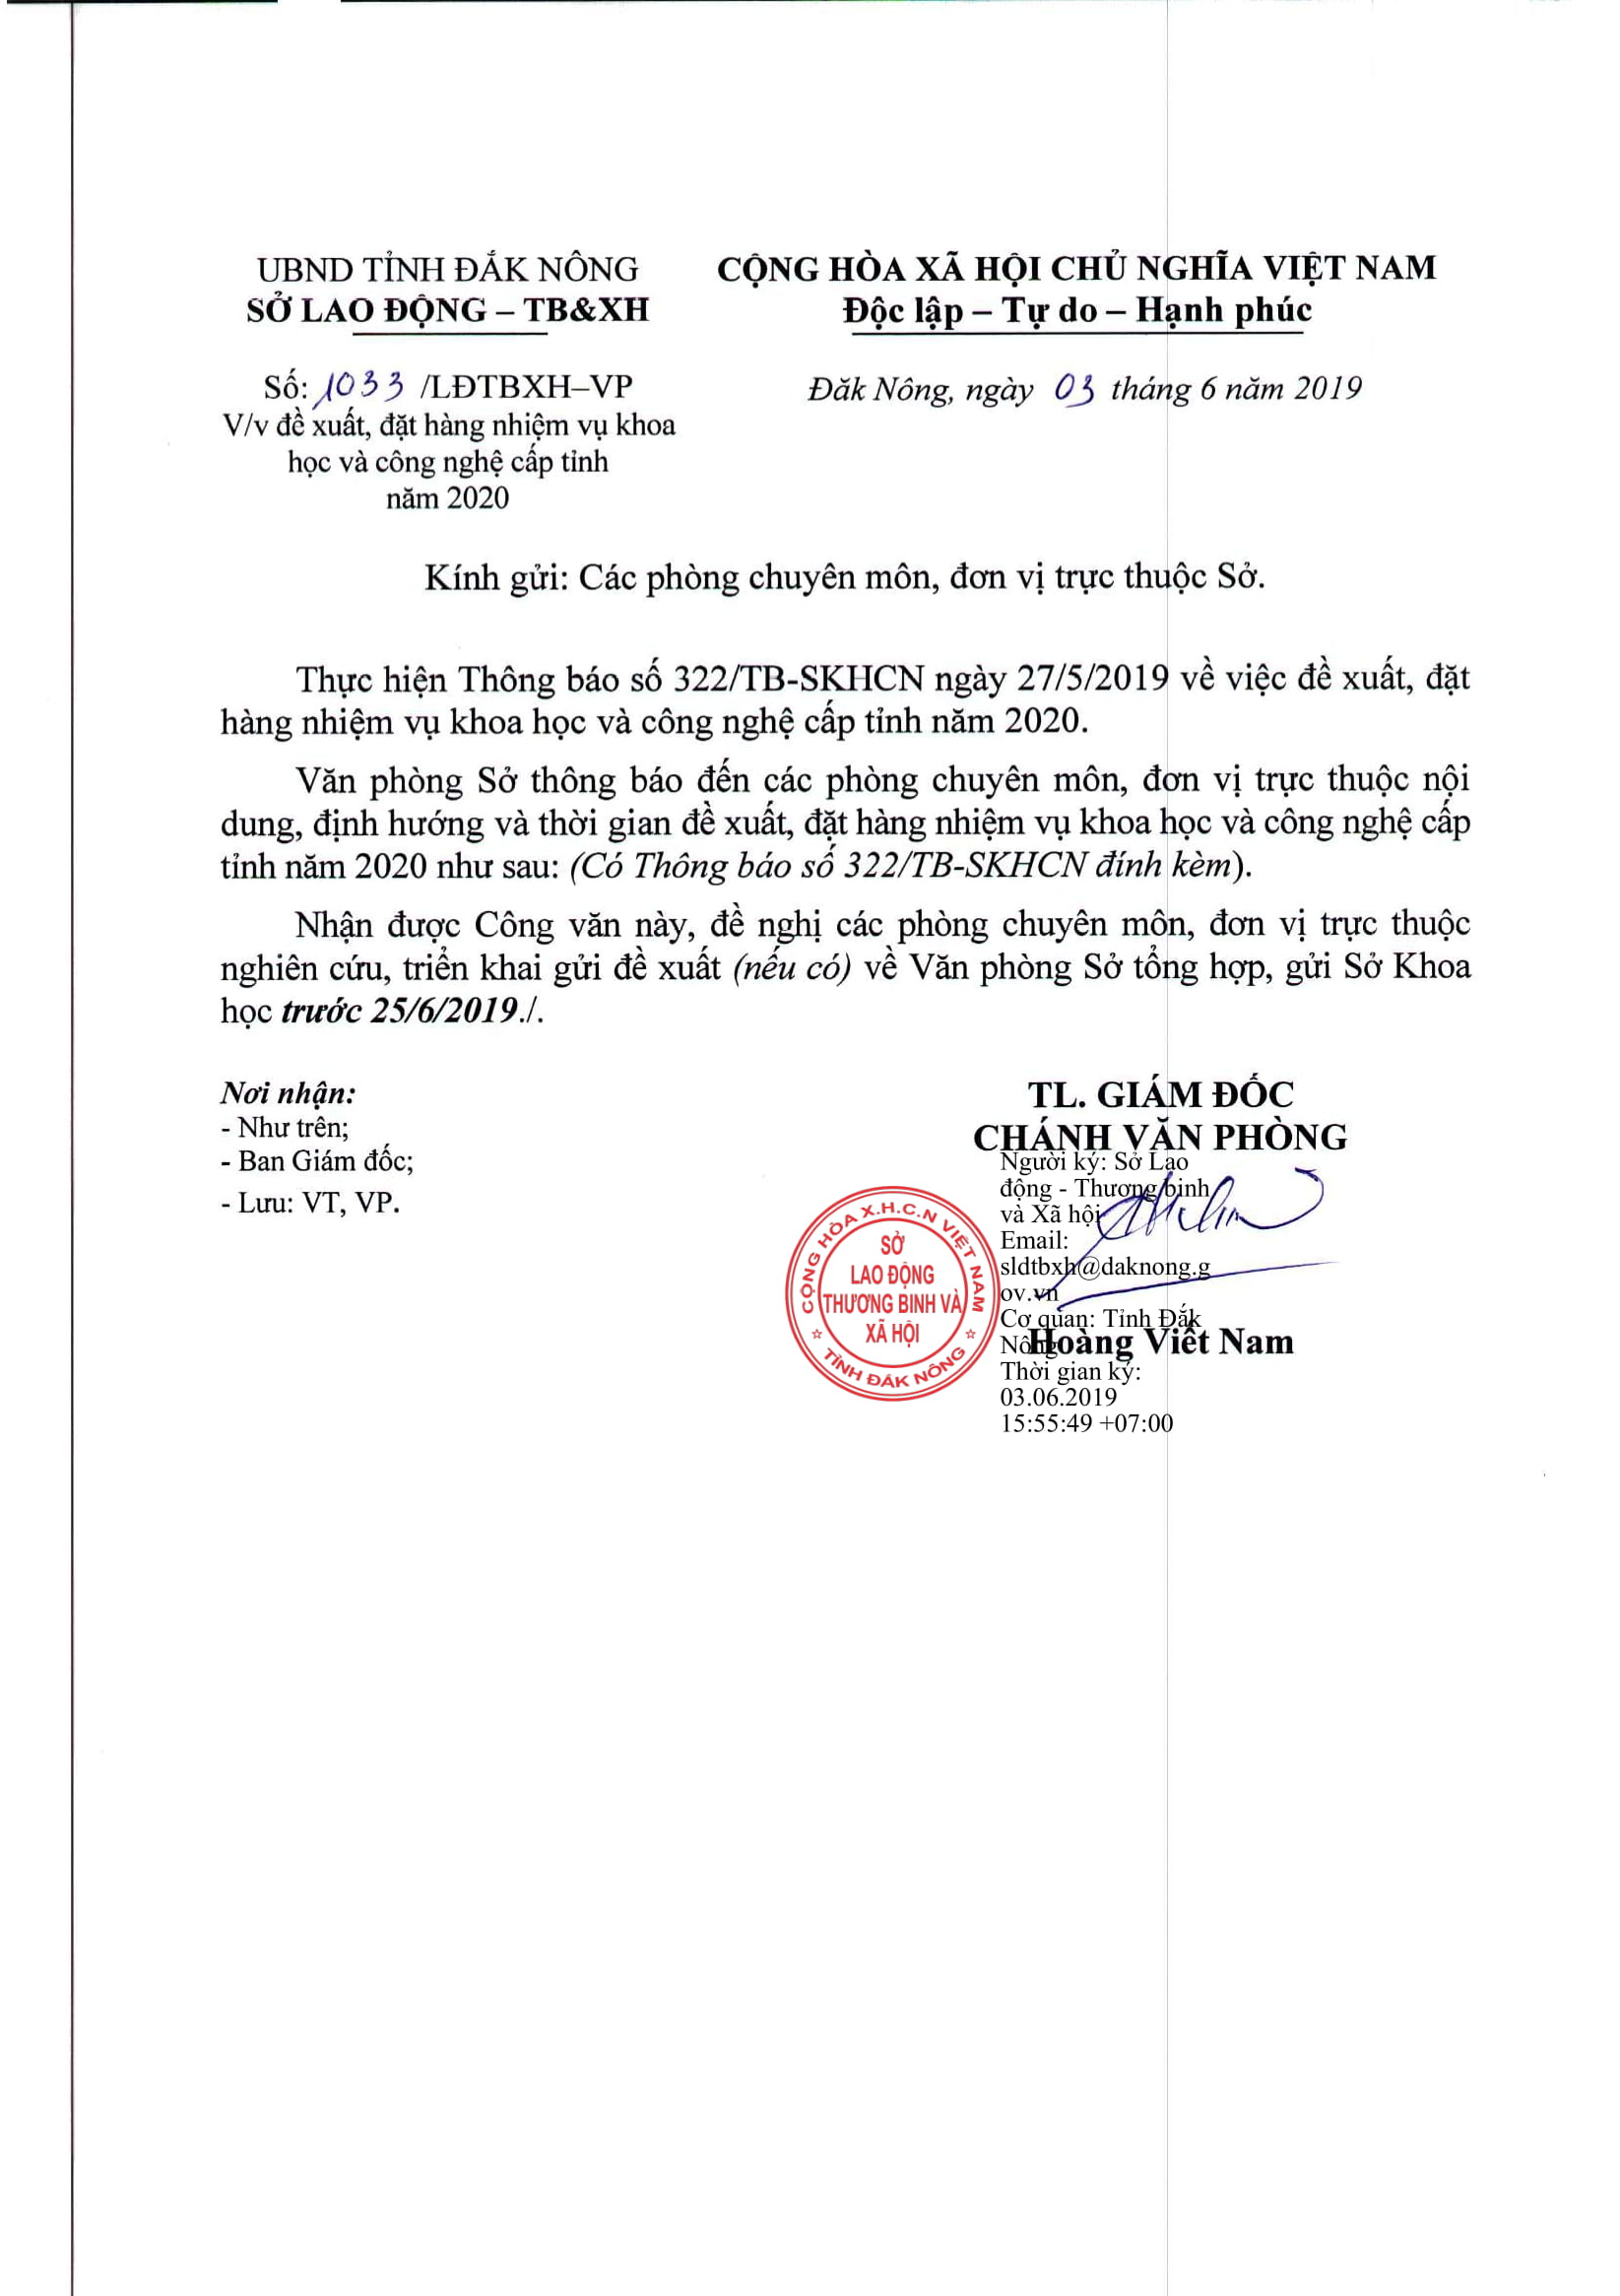 UBND TỈNH ĐẮK NÔNG
SỞ LAO ĐỘNG – TB&XH
CỘNG HÒA XÃ HỘI CHỦ NGHĨA VIỆT NAM
Độc lập – Tự do – Hạnh phúc
Số: 1033 /LĐTBXH–VP
V/v đề xuất, đặt hàng nhiệm vụ khoa
học và công nghệ cấp tỉnh
năm 2020
Đăk Nông, ngày 03 tháng 6 năm 2019
Kính gửi: Các phòng chuyên môn, đơn vị trực thuộc Sở.
Thực hiện Thông báo số 322/TB-SKHCN ngày 27/5/2019 về việc đề xuất, đặt
hàng nhiệm vụ khoa học và công nghệ cấp tỉnh năm 2020.
Văn phòng Sở thông báo đến các phòng chuyên môn, đơn vị trực thuộc nội
dung, định hướng và thời gian đề xuất, đặt hàng nhiệm vụ khoa học và công nghệ cấp
tỉnh năm 2020 như sau: (Có Thông báo số 322/TB-SKHCN đính kèm).
Nhận được Công văn này, đề nghị các phòng chuyên môn, đơn vị trực thuộc
nghiên cứu, triển khai gửi đề xuất (nếu có) về Văn phòng Sở tổng hợp, gửi Sở Khoa
học trước 25/6/2019./.
Nơi nhận:
- Như trên;
- Ban Giám đốc;
- Lưu: VT, VP.
TL. GIÁM ĐỐC
CHÁNH VĂN PHÒNG
Người ký: Sở Lao
động - Thương binh
và Xã hội
Email:
sldtbxh@daknong.g
ov.vn
Cơ quan: Tỉnh Đắk
Nông
Thời gian ký:
03.06.2019
15:55:49 +07:00
Hoàng Viết Nam
CỘNG HÒA X.H.C.N VIỆT NAM
SỞ
LAO ĐỘNG
THƯƠNG BINH VÀ
XÃ HỘI
TỈNH ĐẮK NÔNG